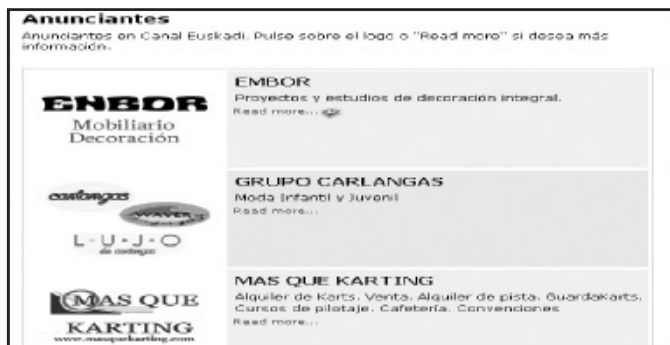 Anunciantes
Anunciantes en Canal Euskadi. Pulse sobre el logo o "Read more" si desea más
información.
ENBOR
Mobiliario
Decoración
EMBOR
Proyectos y estudios de decoración integral.
Read more...
carlangas
WAVER
L-U-J-O
de carlangas
GRUPO CARLANGAS
Moda Infantil y Juvenil
Read more...
MAS QUE
KARTING
www.masquekarting.com
MAS QUE KARTING
Alquiler de Karts. Venta. Alquiler de pista. Guardakarts.
Cursos de pilotaje. Cafetería. Convenciones
Read more...